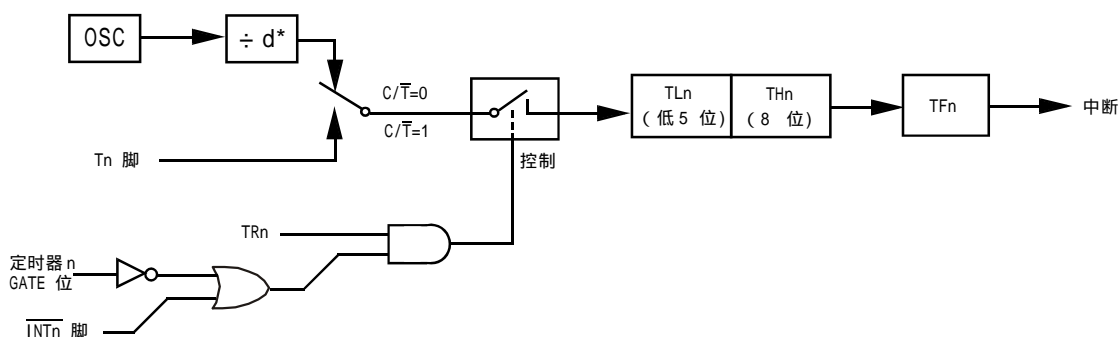 OSC
÷ d*
C/T̅=0
C/T̅=1
Tn 脚
控制
TLn
(低 5 位)
THn
(8 位)
TFn
中断
TRn
定时器 n
GATE 位
I̅N̅T̅n̅ 脚